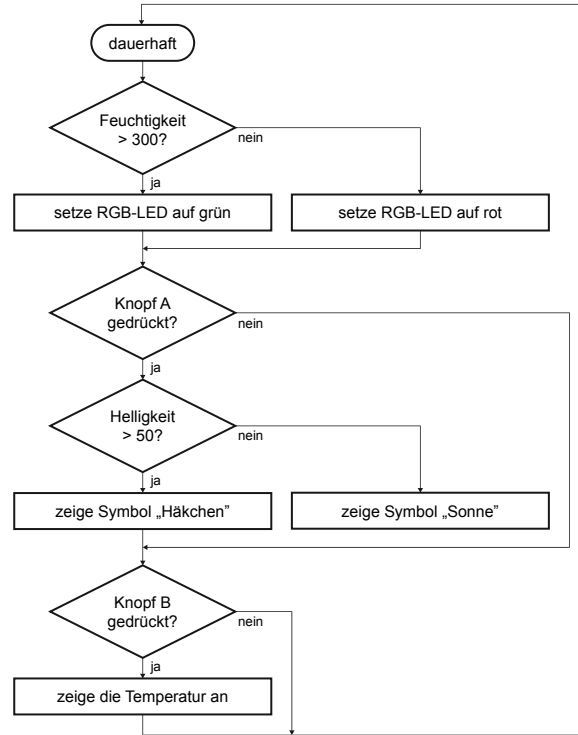 dauerhaft
Feuchtigkeit
> 300?
nein
ja
setze RGB-LED auf grün
setze RGB-LED auf rot
Knopf A
gedrückt?
nein
ja
Helligkeit
> 50?
nein
ja
zeige Symbol „Häkchen”
zeige Symbol „Sonne”
Knopf B
gedrückt?
nein
ja
zeige die Temperatur an